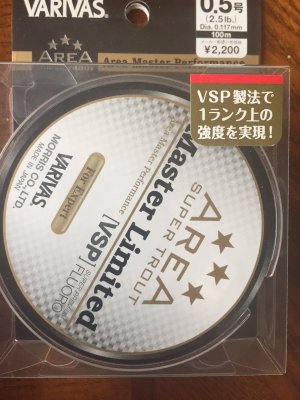 VARIVAS
AREA
Area Master Performance
0.5号
(2.5lb.)
Dia. 0.117mm
100m
¥2,200
VSP製法で
1ランク上の
強度を実現!
AREA
SUPER TROUT
Area Master Performance
Master Limited
[VSP] FLUORO
For Expert
VARIVAS
MORRIS CO., LTD.
MADE IN JAPAN